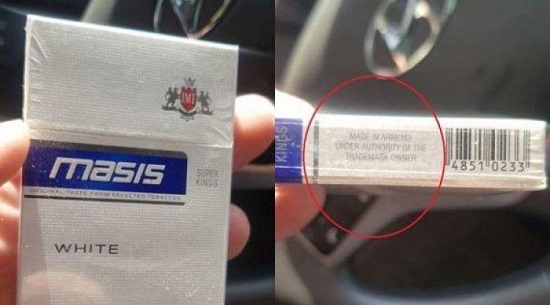 masis
SUPER
KINGS
ORIGINAL TASTE FROM SELECTED TOBACCOS
WHITE
KINGS
MADE IN ARMENIA
UNDER AUTHORITY OF THE
TRADEMARK OWNER
4851 0233